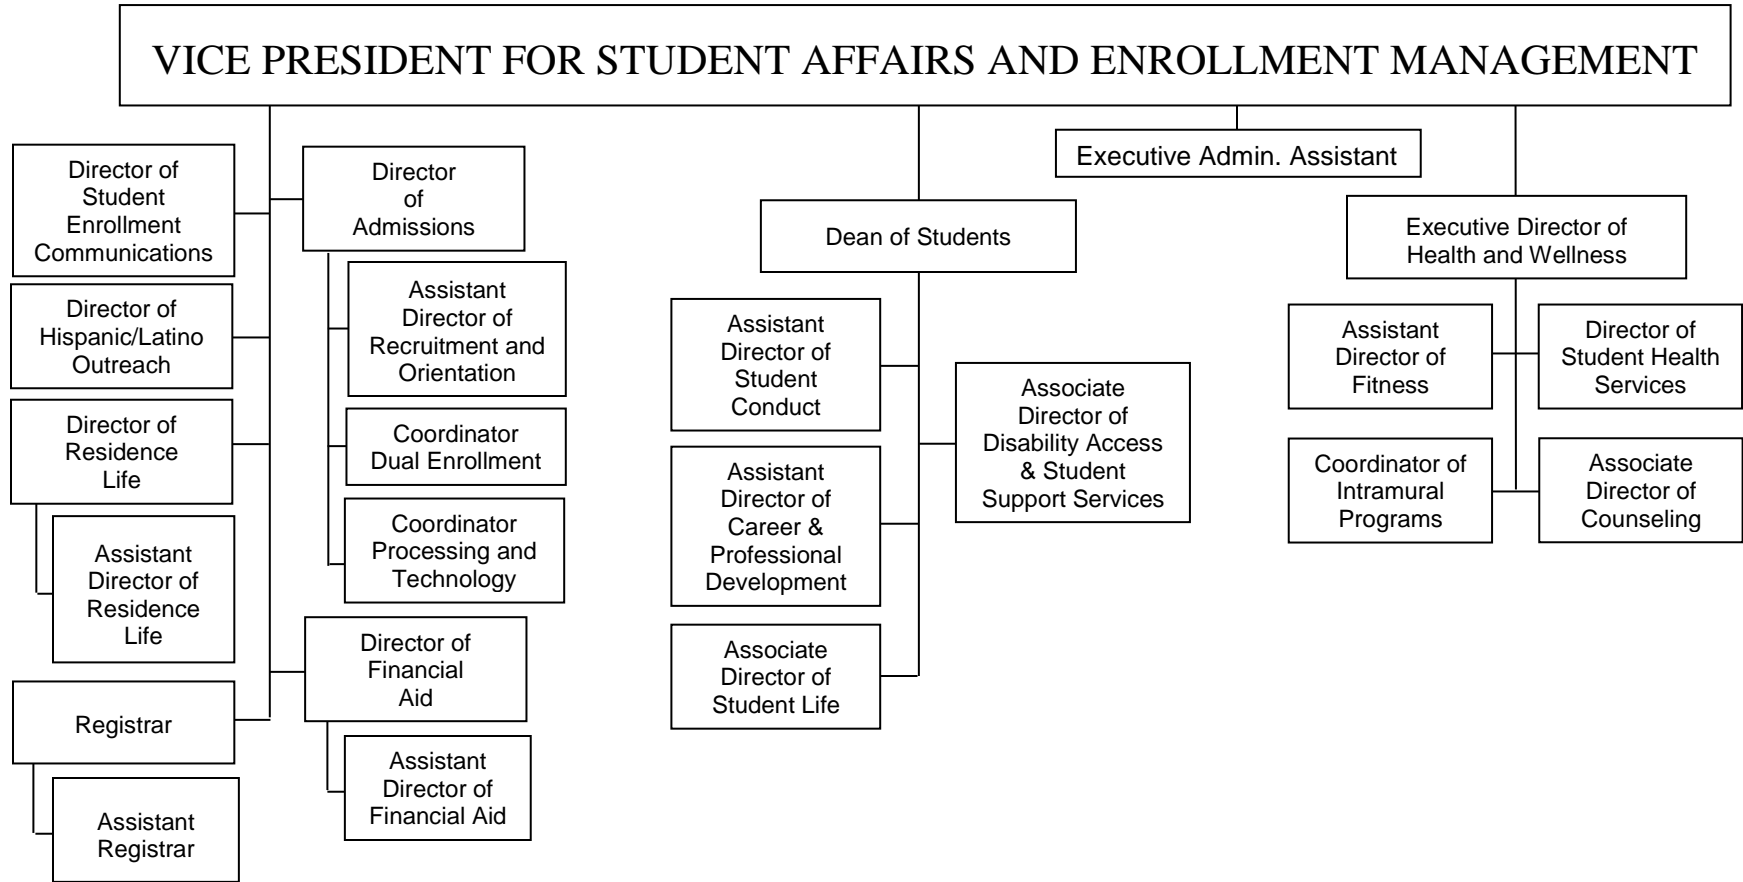 VICE PRESIDENT FOR STUDENT AFFAIRS AND ENROLLMENT MANAGEMENT
Executive Admin. Assistant
Director of
Student
Enrollment
Communications
Director of
Hispanic/Latino
Outreach
Director of
Residence
Life
Assistant
Director of
Residence
Life
Registrar
Assistant
Registrar
Director
of
Admissions
Assistant
Director of
Recruitment and
Orientation
Coordinator
Dual Enrollment
Coordinator
Processing and
Technology
Director of
Financial
Aid
Assistant
Director of
Financial Aid
Dean of Students
Assistant
Director of
Student
Conduct
Assistant
Director of
Career &
Professional
Development
Associate
Director of
Student Life
Associate
Director of
Disability Access
& Student
Support Services
Executive Director of
Health and Wellness
Assistant
Director of
Fitness
Director of
Student Health
Services
Coordinator of
Intramural
Programs
Associate
Director of
Counseling